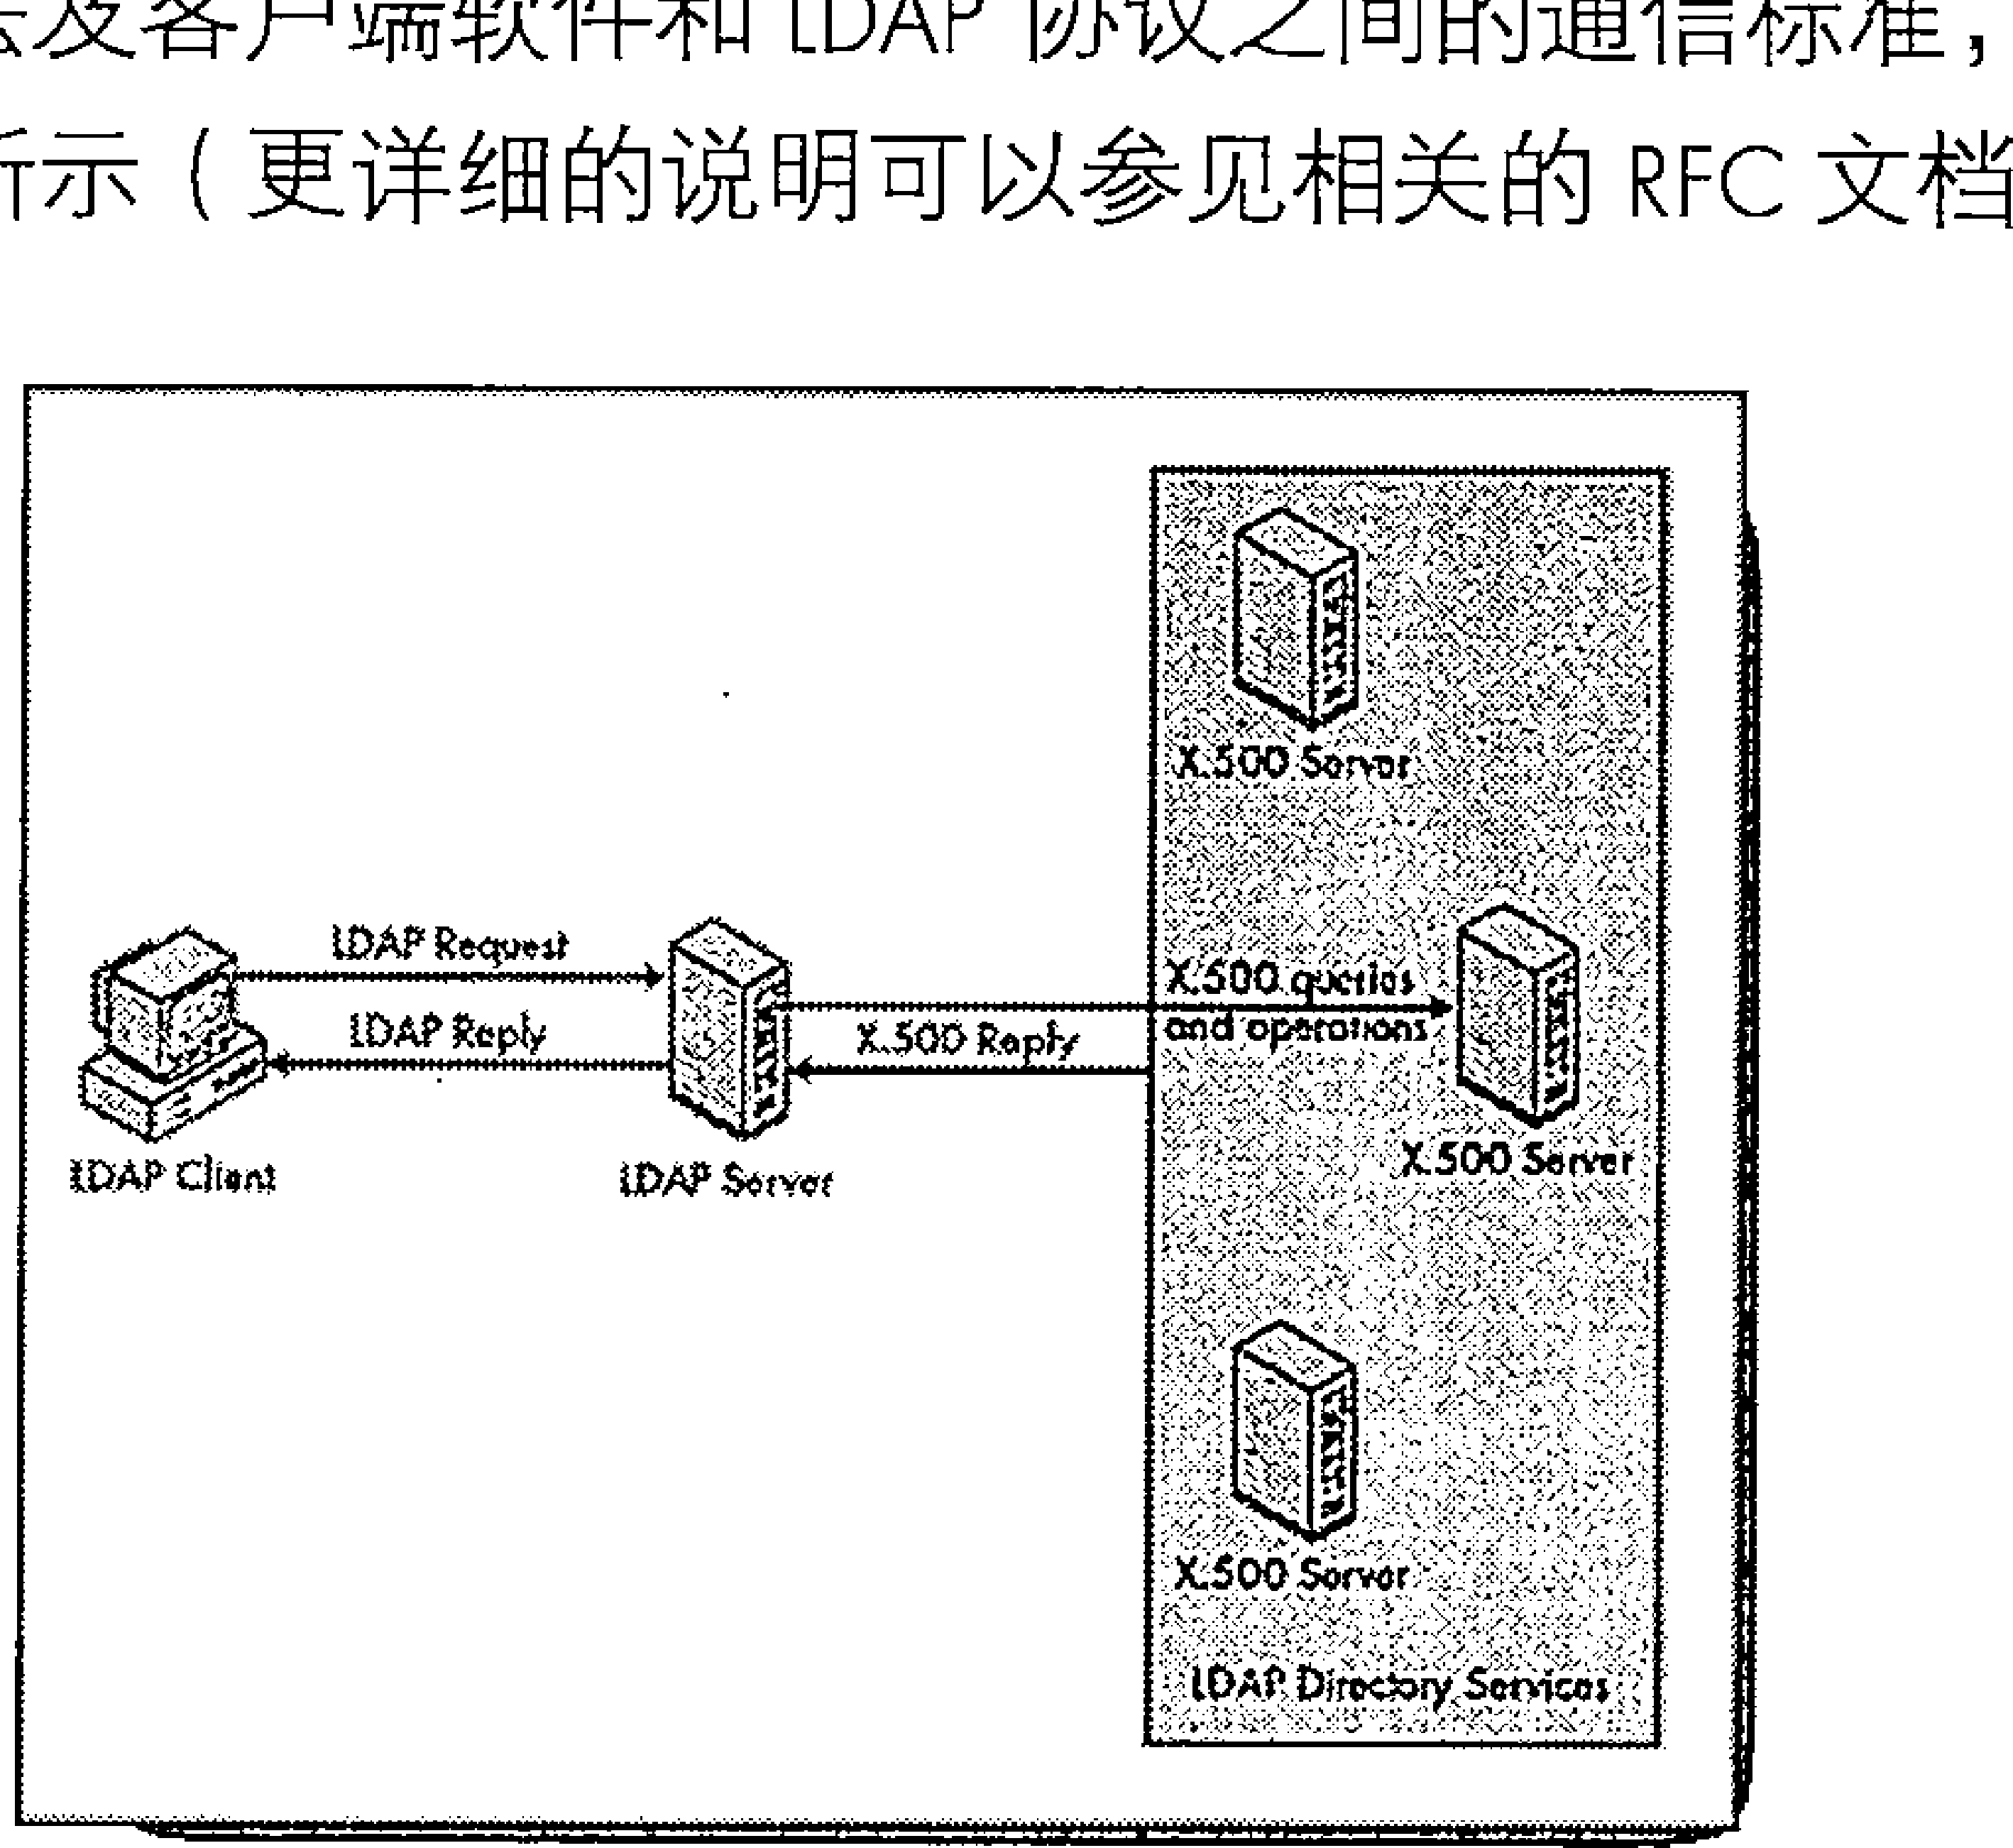 及客户端软件和 LDAP 协议之间的通信标准，
所示（更详细的说明可以参见相关的 RFC 文档
X.500 Server
LDAP Request
X.500 queries
and operations
LDAP Reply
X.500 Reply
X.500 Server
LDAP Client
LDAP Server
X.500 Server
LDAP Directory Services